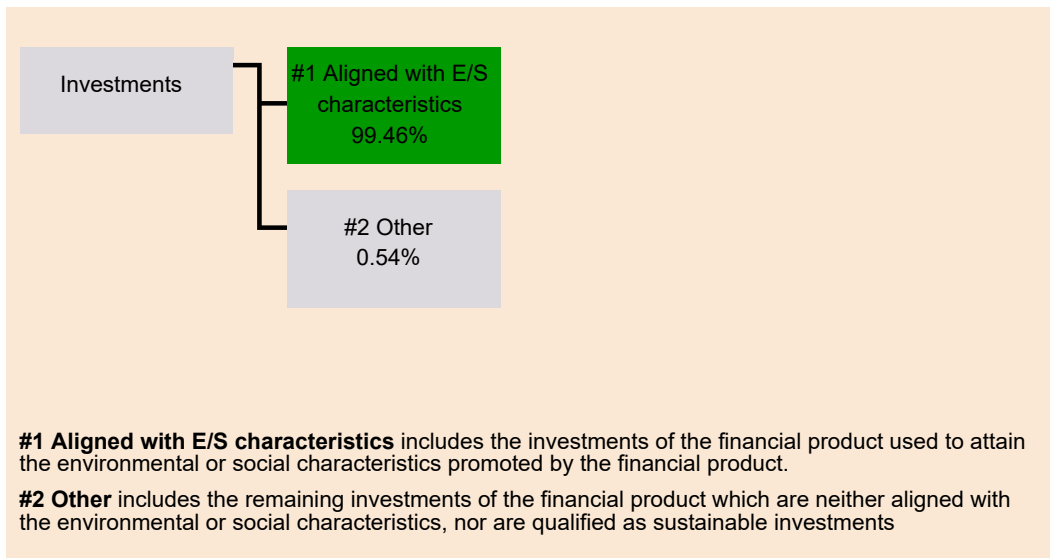 Investments
#1 Aligned with E/S
characteristics
99.46%
#2 Other
0.54%
#1 Aligned with E/S characteristics includes the investments of the financial product used to attain
the environmental or social characteristics promoted by the financial product.
#2 Other includes the remaining investments of the financial product which are neither aligned with
the environmental or social characteristics, nor are qualified as sustainable investments